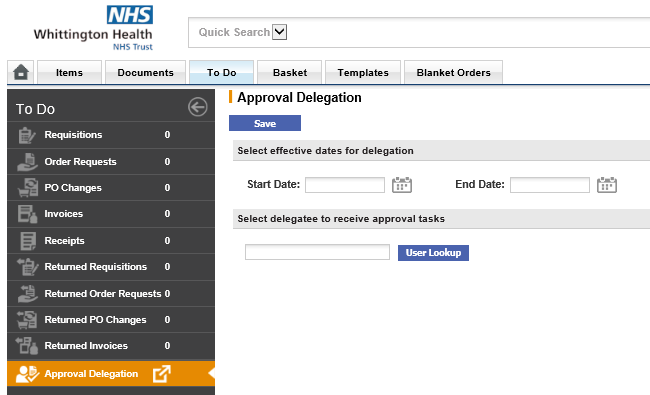 NHS
Whittington Health
NHS Trust
Quick Search
Items
Documents
To Do
Basket
Templates
Blanket Orders
To Do
Requisitions 0
Order Requests 0
PO Changes 0
Invoices 0
Receipts 0
Returned Requisitions 0
Returned Order Requests 0
Returned PO Changes 0
Returned Invoices 0
Approval Delegation
Approval Delegation
Save
Select effective dates for delegation
Start Date: End Date:
Select delegatee to receive approval tasks
User Lookup